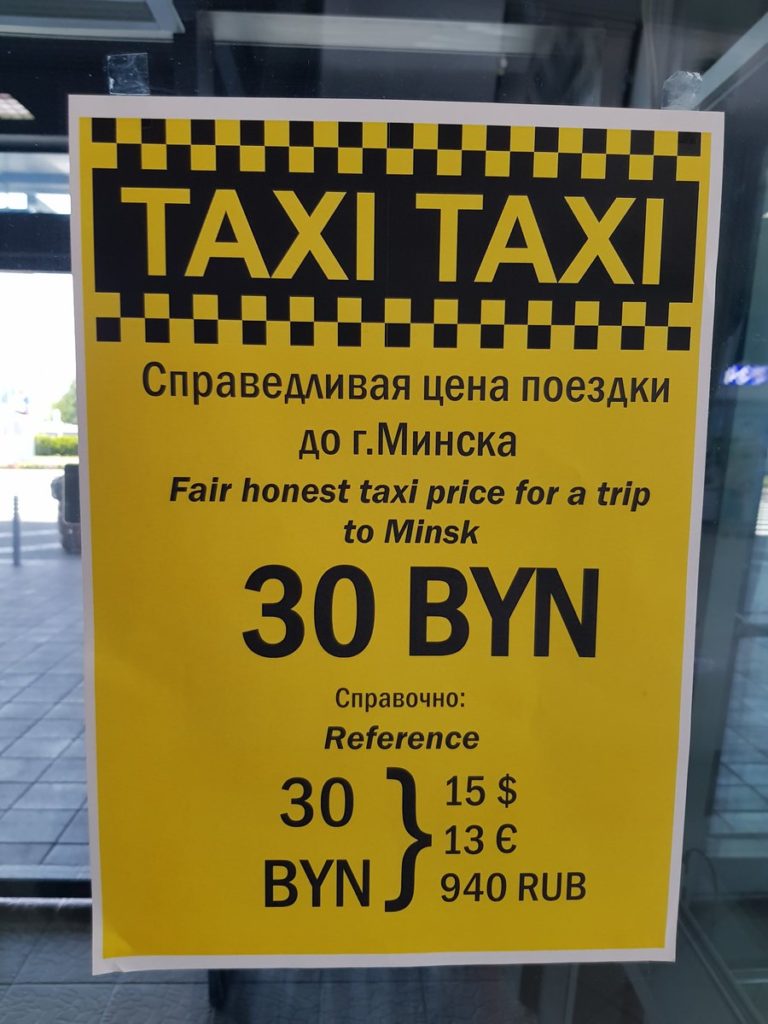 TAXI TAXI
Справедливая цена поездки
до г.Минска
Fair honest taxi price for a trip
to Minsk
30 BYN
Справочно:
Reference
30
BYN
}
15 $
13 €
940 RUB